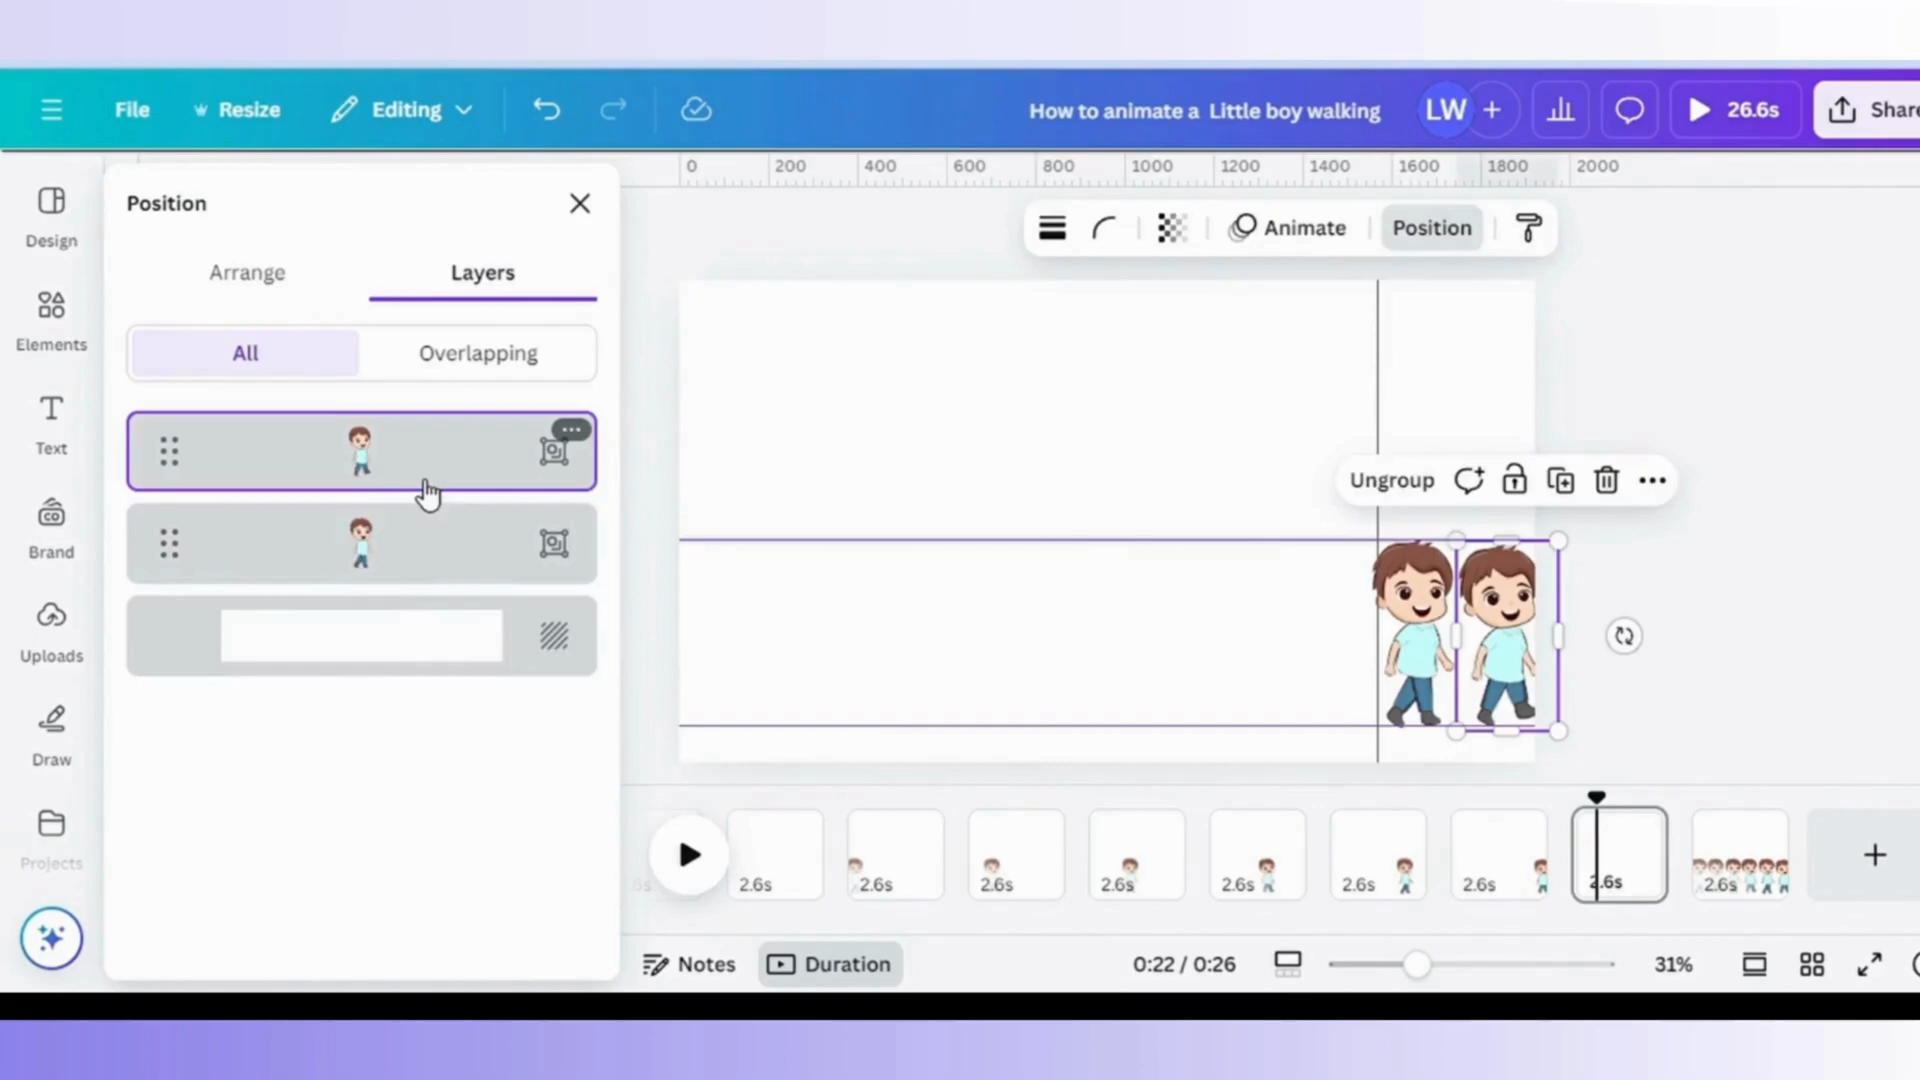 File
Resize
Editing
How to animate a Little boy walking
LW
26.6s
Share
0 200 400 600 800 1000 1200 1400 1600 1800 2000
Design
Elements
Text
Brand
Uploads
Draw
Projects
Position
Arrange
Layers
All
Overlapping
Animate
Position
Ungroup
2.6s 2.6s 2.6s 2.6s 2.6s 2.6s 2.6s 2.6s 2.6s
Notes
Duration
0:22 / 0:26
31%